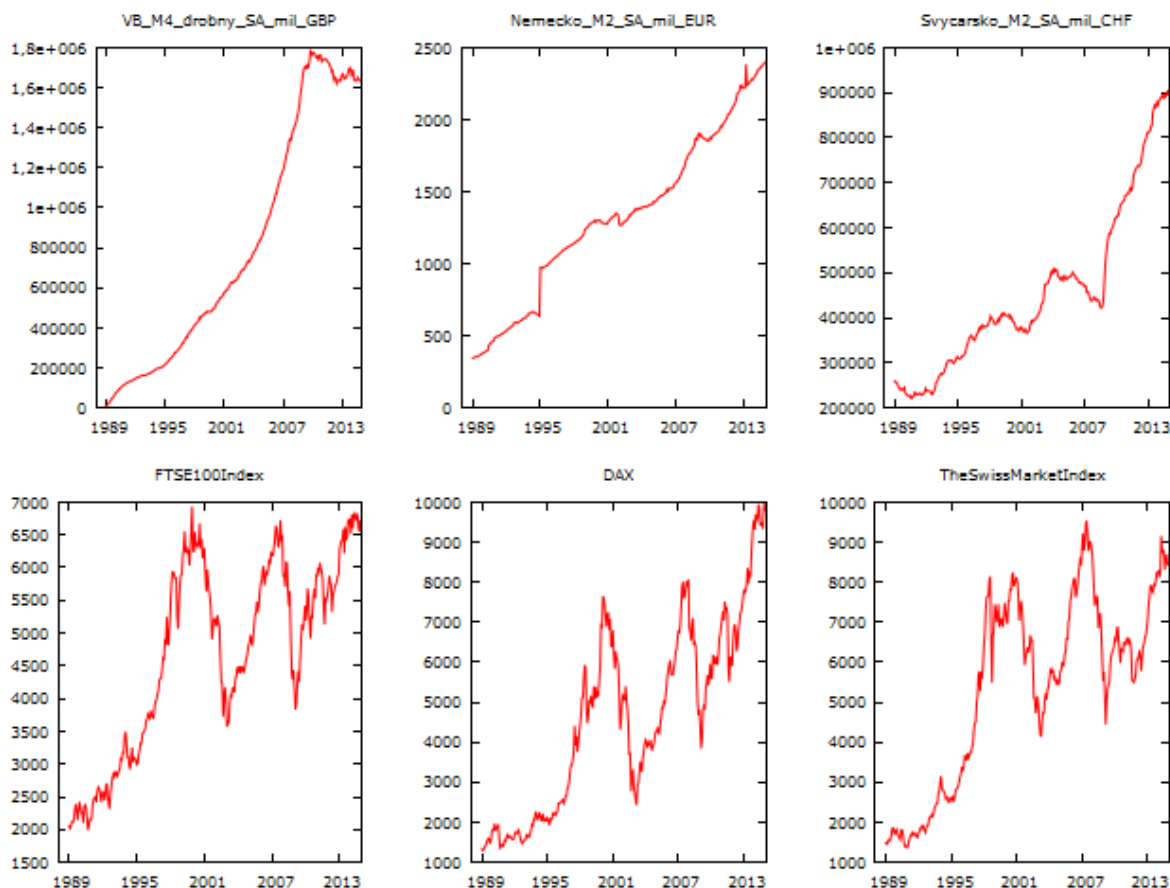 VB_M4_drobny_SA_mil_GBP
1,8e+006
1,6e+006
1,4e+006
1,2e+006
1e+006
800000
600000
400000
200000
0
1989 1995 2001 2007 2013
Nemecko_M2_SA_mil_EUR
2500
2000
1500
1000
500
0
1989 1995 2001 2007 2013
Svycarsko_M2_SA_mil_CHF
1e+006
900000
800000
700000
600000
500000
400000
300000
200000
1989 1995 2001 2007 2013
FTSE100Index
7000
6500
6000
5500
5000
4500
4000
3500
3000
2500
2000
1500
1989 1995 2001 2007 2013
DAX
10000
9000
8000
7000
6000
5000
4000
3000
2000
1000
1989 1995 2001 2007 2013
TheSwissMarketIndex
10000
9000
8000
7000
6000
5000
4000
3000
2000
1000
1989 1995 2001 2007 2013